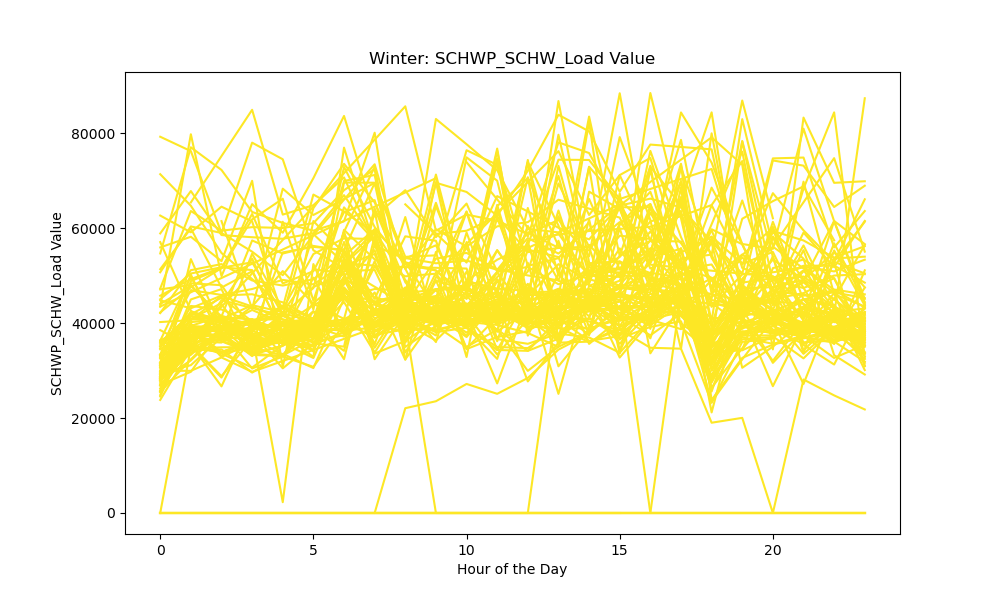 Winter: SCHWP_SCHW_Load Value
SCHWP_SCHW_Load Value
80000
60000
40000
20000
0
0 5 10 15 20
Hour of the Day